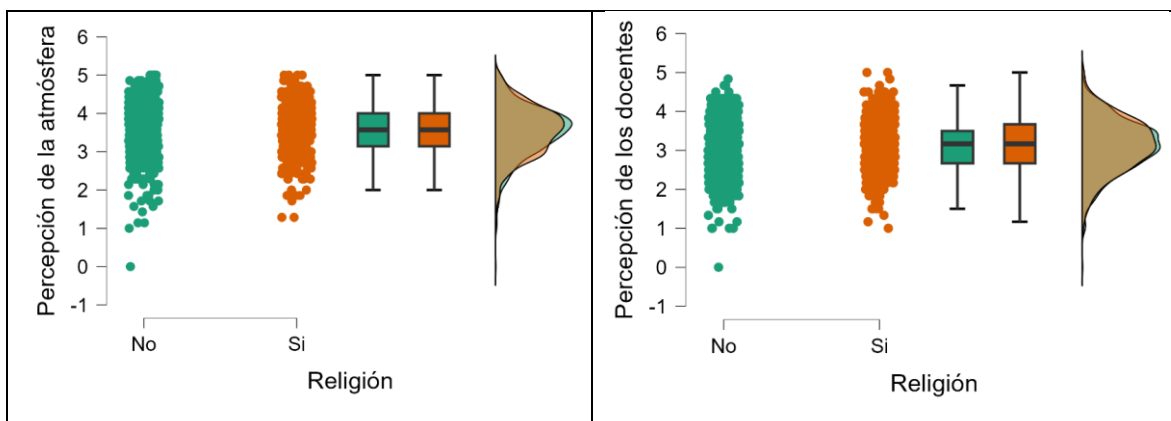 Percepción de la atmósfera
6
5
4
3
2
1
0
-1
No
Si
Religión
Percepción de los docentes
6
5
4
3
2
1
0
-1
No
Si
Religión